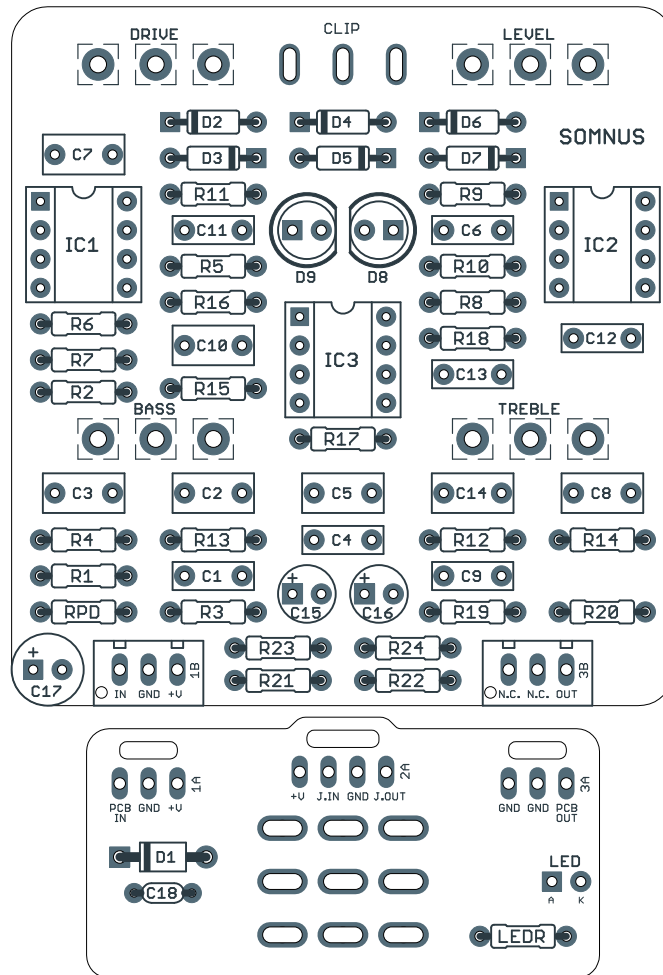 DRIVE CLIP LEVEL
D2 D4 D6
SOMNUS
C7 D3 D5 D7
R11 R9
C11 C6
IC1 IC2
R5 D9 D8 R10
R16 R8
R6 R18 C12
C10 IC3
R7
C13
R2 R15
BASS TREBLE
R17
C3 C2 C5 C14 C8
R4 R13 C4 R12 R14
R1 C1 + + C9
RPD R3 C15 C16 R19 R20
R23 R24
+ 1B 3B
R21 R22
C17 IN GND +V N.C. N.C. OUT
1A 2A 3A
+V J.IN GND J.OUT
PCB IN GND +V GND GND PCB OUT
D1
LED
C18
A K
LEDR